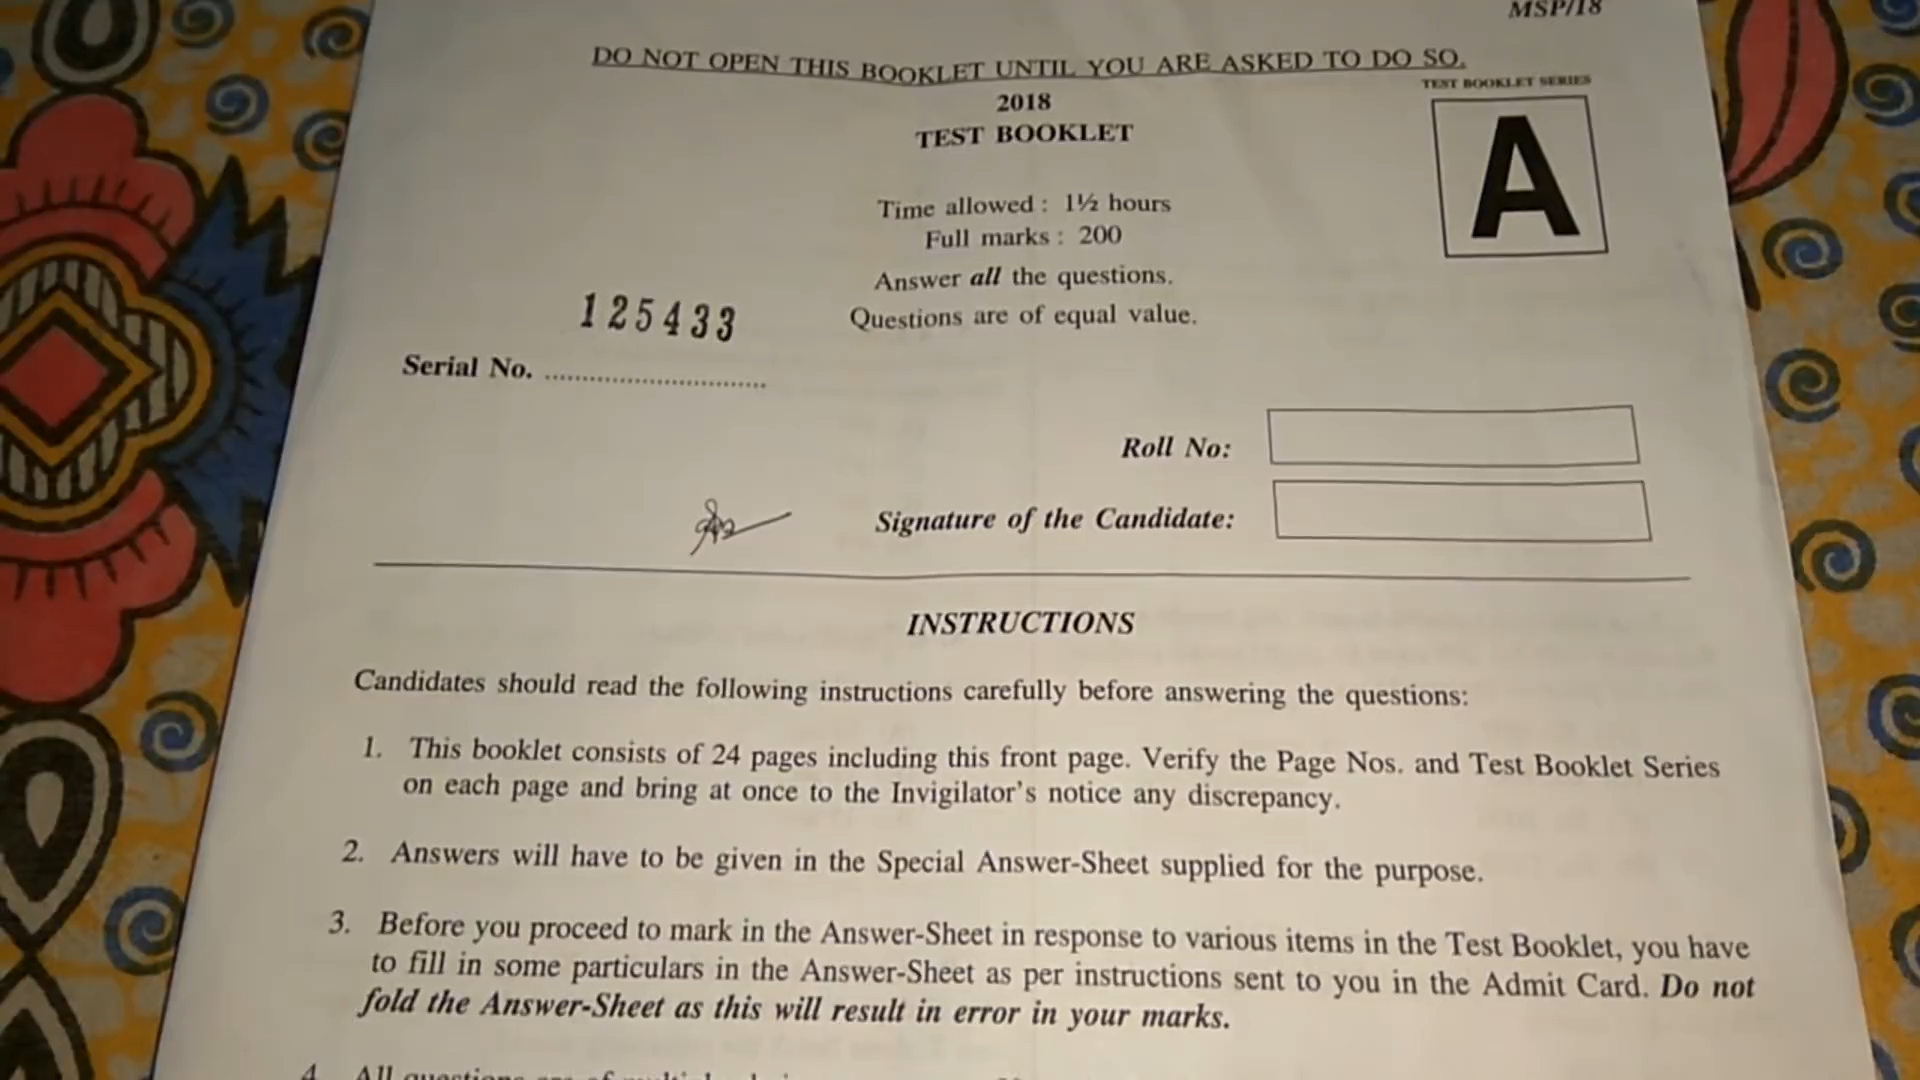 MSP/18
DO NOT OPEN THIS BOOKLET UNTIL YOU ARE ASKED TO DO SO.
TEST BOOKLET SERIES
A
2018
TEST BOOKLET
Time allowed : 1½ hours
Full marks : 200
Answer all the questions.
Questions are of equal value.
125433
Serial No. ..............................
Roll No:
Signature of the Candidate:
INSTRUCTIONS
Candidates should read the following instructions carefully before answering the questions:
1. This booklet consists of 24 pages including this front page. Verify the Page Nos. and Test Booklet Series
on each page and bring at once to the Invigilator's notice any discrepancy.
2. Answers will have to be given in the Special Answer-Sheet supplied for the purpose.
3. Before you proceed to mark in the Answer-Sheet in response to various items in the Test Booklet, you have
to fill in some particulars in the Answer-Sheet as per instructions sent to you in the Admit Card. Do not
fold the Answer-Sheet as this will result in error in your marks.
4. All questions are of